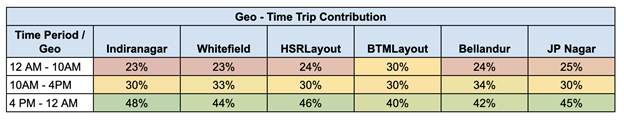 Geo - Time Trip Contribution
Time Period / Geo Indiranagar Whitefield HSRLayout BTMLayout Bellandur JP Nagar
12 AM - 10AM 23% 23% 24% 30% 24% 25%
10AM - 4PM 30% 33% 30% 30% 34% 30%
4 PM - 12 AM 48% 44% 46% 40% 42% 45%